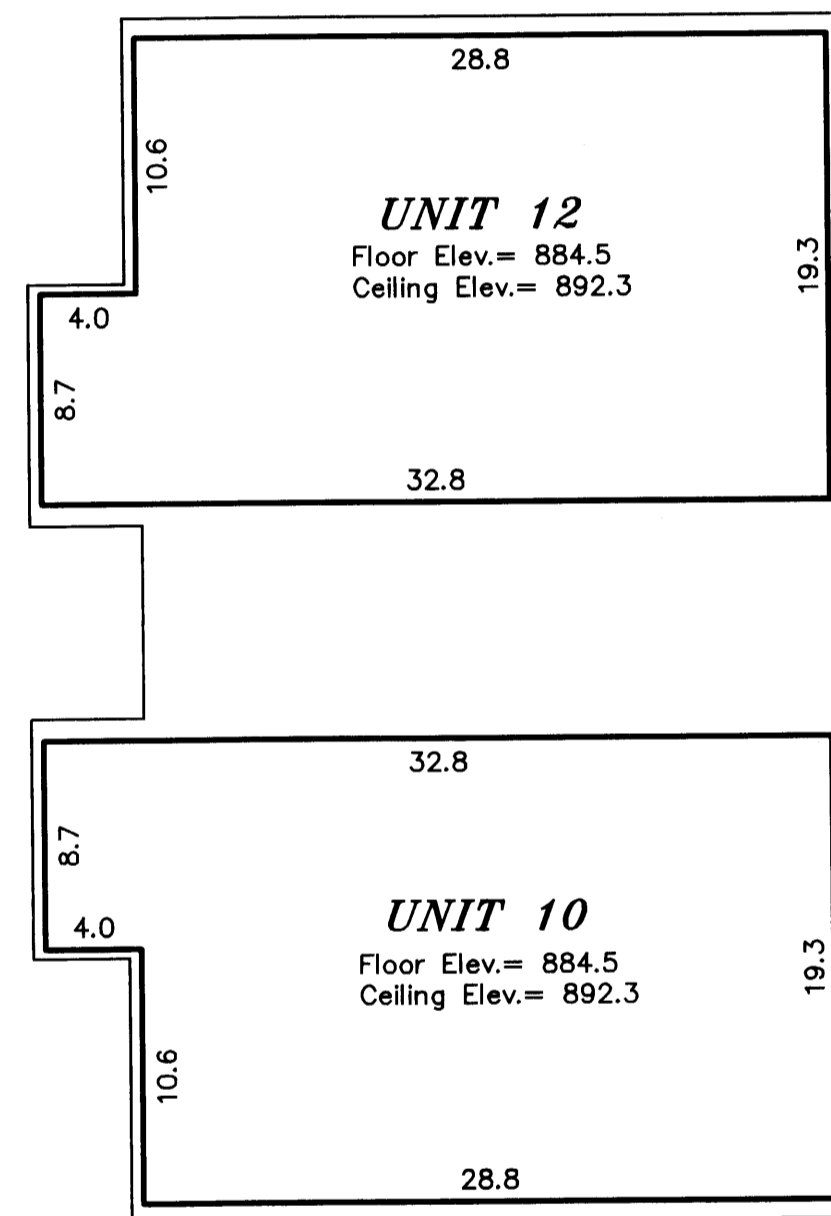 28.8
10.6
UNIT 12
Floor Elev.= 884.5
Ceiling Elev.= 892.3
19.3
4.0
8.7
32.8
32.8
8.7
4.0
UNIT 10
Floor Elev.= 884.5
Ceiling Elev.= 892.3
19.3
10.6
28.8